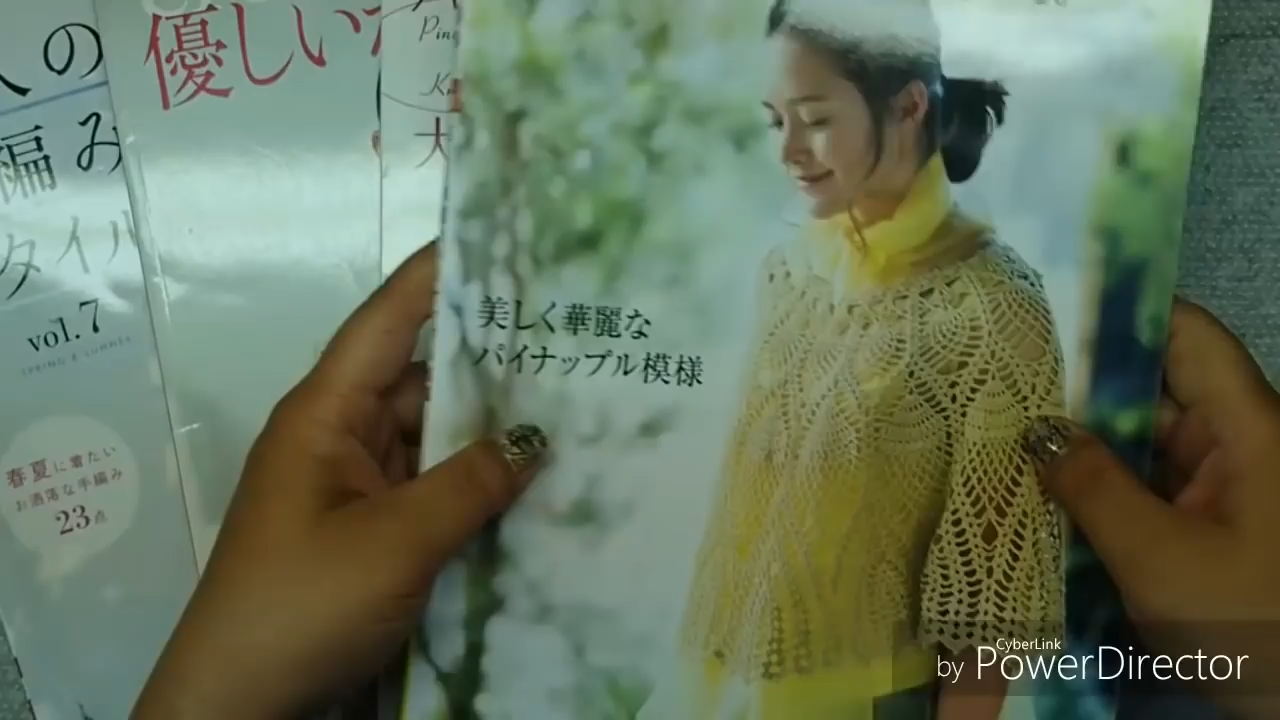 の
編み
タイル
vol. 7
SPRING & SUMMER
春夏に着たい
お洒落な手編み
23点
優しい
大
美しく華麗な
パイナップル模様
CyberLink
by PowerDirector